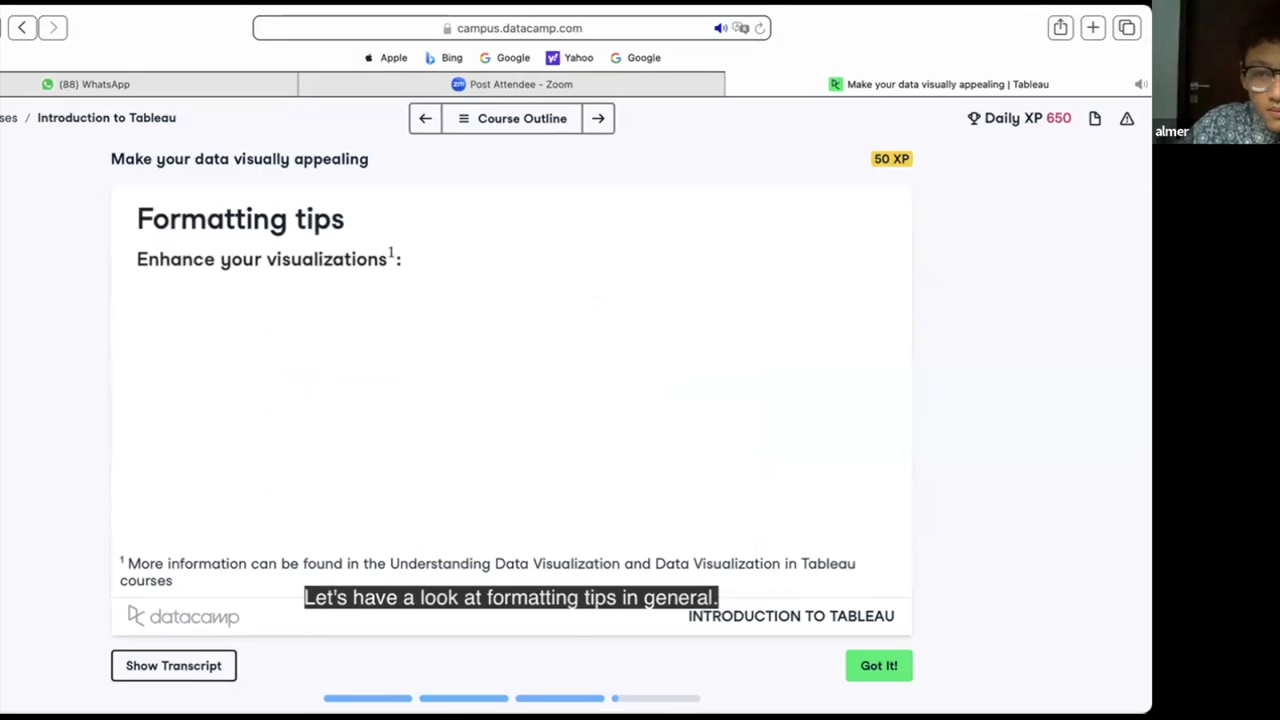 campus.datacamp.com
Apple Bing Google Yahoo Google
(88) WhatsApp Post Attendee - Zoom Make your data visually appealing | Tableau
almer
ses / Introduction to Tableau Course Outline Daily XP 650
Make your data visually appealing 50 XP
Formatting tips
Enhance your visualizations¹:
¹ More information can be found in the Understanding Data Visualization and Data Visualization in Tableau
courses
Let's have a look at formatting tips in general.
datacamp INTRODUCTION TO TABLEAU
Show Transcript Got It!